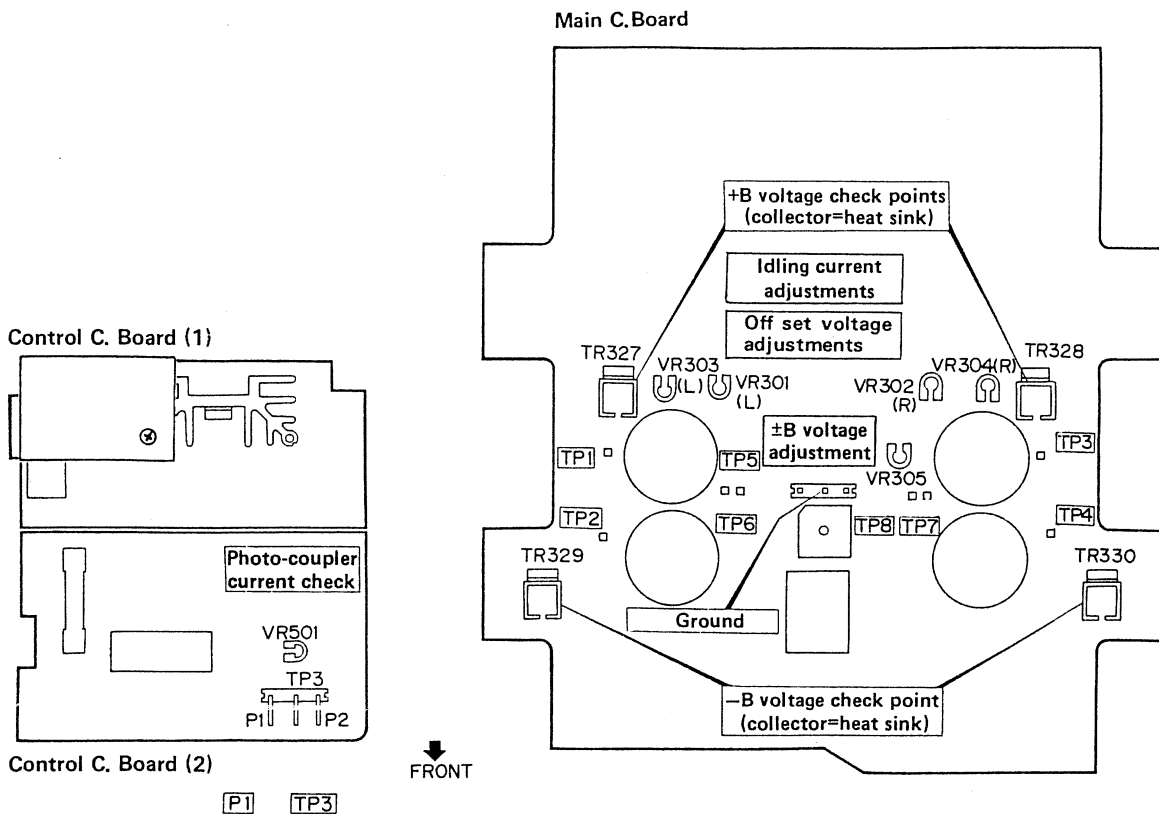 Main C.Board
+B voltage check points
(collector=heat sink)
Idling current
adjustments
Off set voltage
adjustments
TR327
VR303
(L)
VR301
(L)
VR302
(R)
VR304(R)
TR328
±B voltage
adjustment
VR305
TP1
TP5
TP3
TP2
TP6
TP8
TP7
TP4
TR329
TR330
Ground
−B voltage check point
(collector=heat sink)
Control C. Board (1)
Photo-coupler
current check
VR501
TP3
P1
P2
Control C. Board (2)
FRONT
P1
TP3